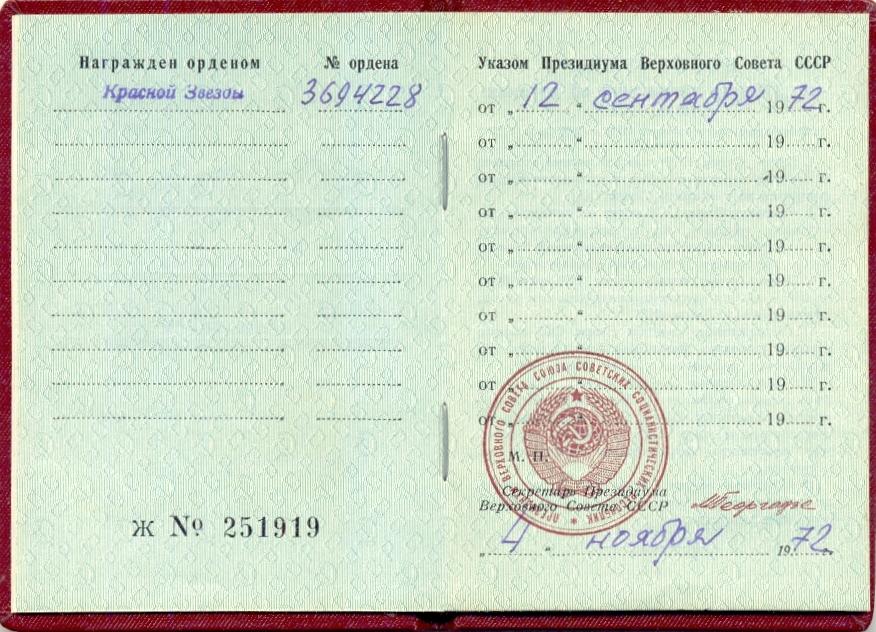 Награжден орденом
№ ордена
Красной Звезды
3694228
Ж № 251919
Указом Президиума Верховного Совета СССР
от „ 12 “ сентября 1972 г.
от „ “ 19 г.
от „ “ 19 г.
от „ “ 19 г.
от „ “ 19 г.
от „ “ 19 г.
от „ “ 19 г.
от „ “ 19 г.
от „ “ 19 г.
от „ “ 19 г.
ПРЕЗИДИУМ ВЕРХОВНОГО СОВЕТА СОЮЗА СОВЕТСКИХ СОЦИАЛИСТИЧЕСКИХ РЕСПУБЛИК
М. П.
Секретарь Президиума
Верховного Совета СССР
„ 4 “ ноября 1972 г.